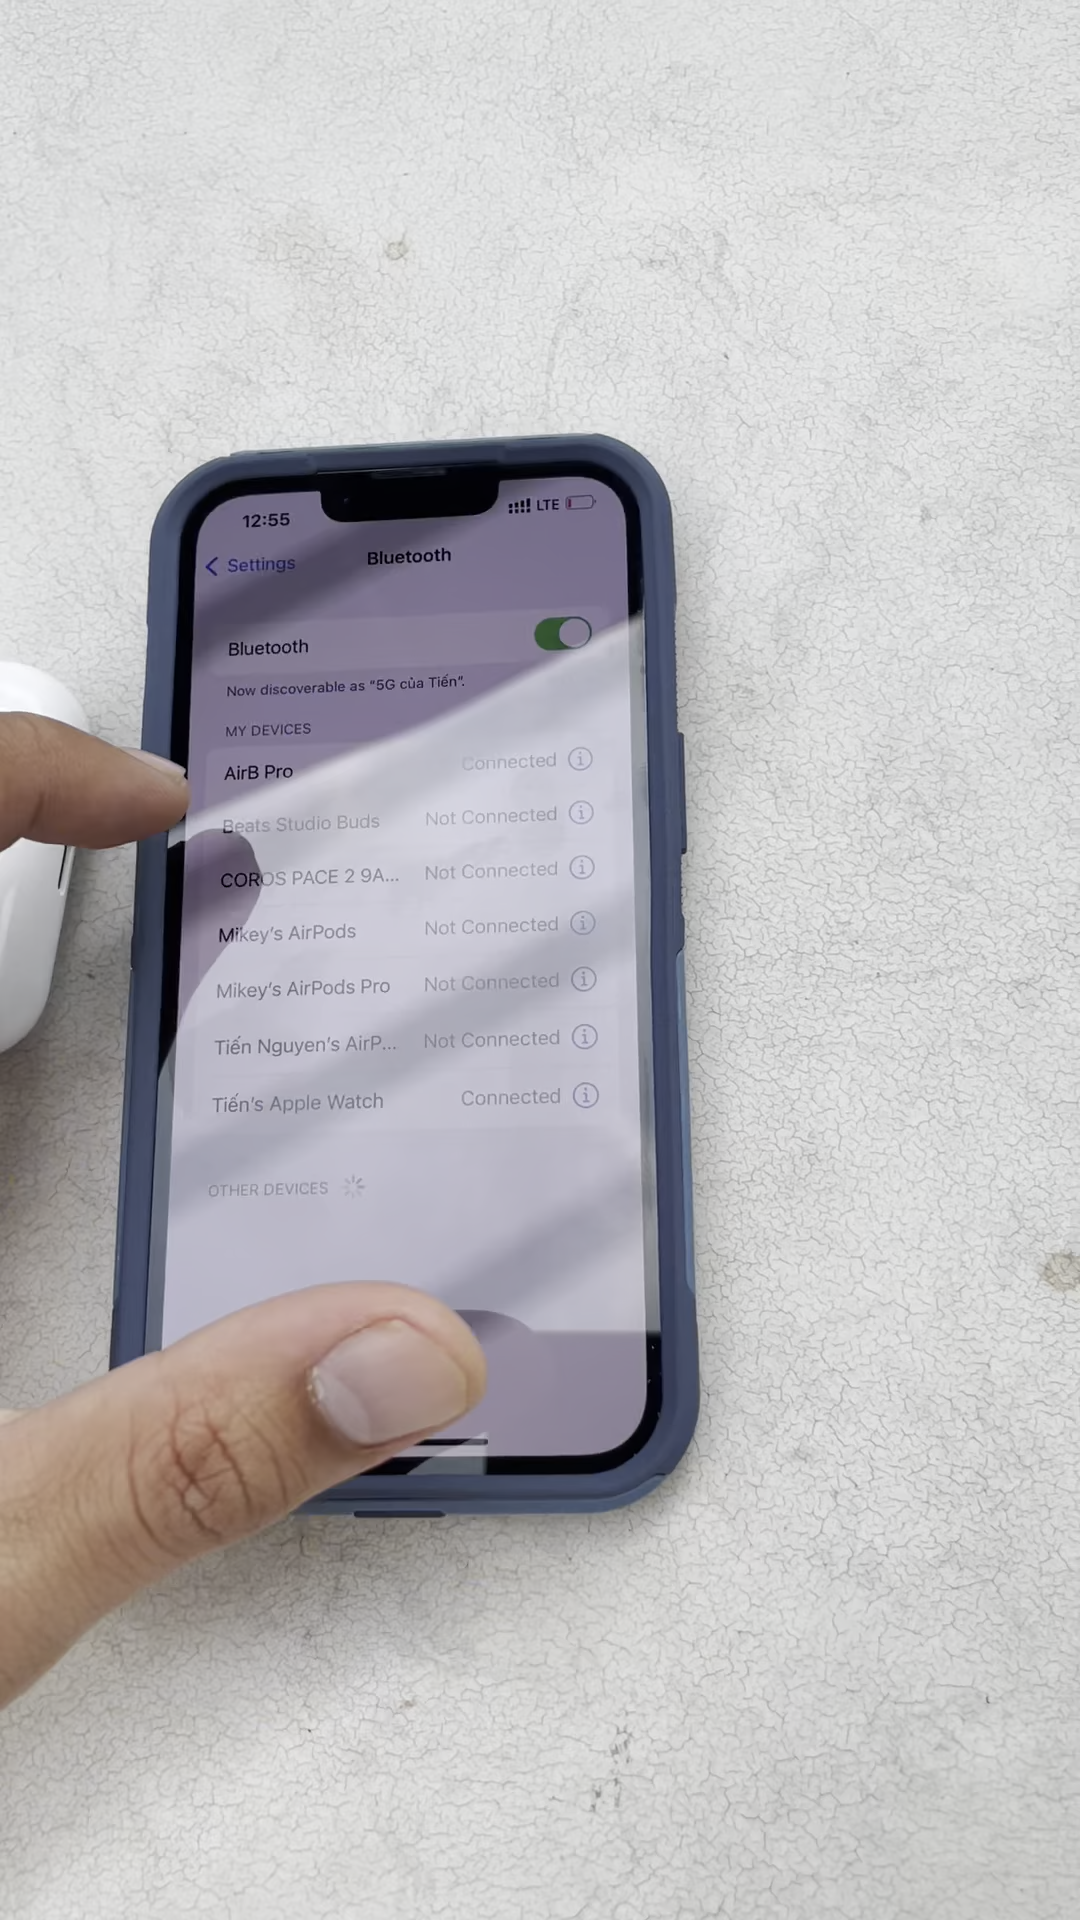 12:55 LTE
Settings Bluetooth
Bluetooth
Now discoverable as “5G của Tiến”.
MY DEVICES
AirB Pro Connected
Beats Studio Buds Not Connected
COROS PACE 2 9A... Not Connected
Mikey’s AirPods Not Connected
Mikey’s AirPods Pro Not Connected
Tiến Nguyen’s AirP... Not Connected
Tiến’s Apple Watch Connected
OTHER DEVICES